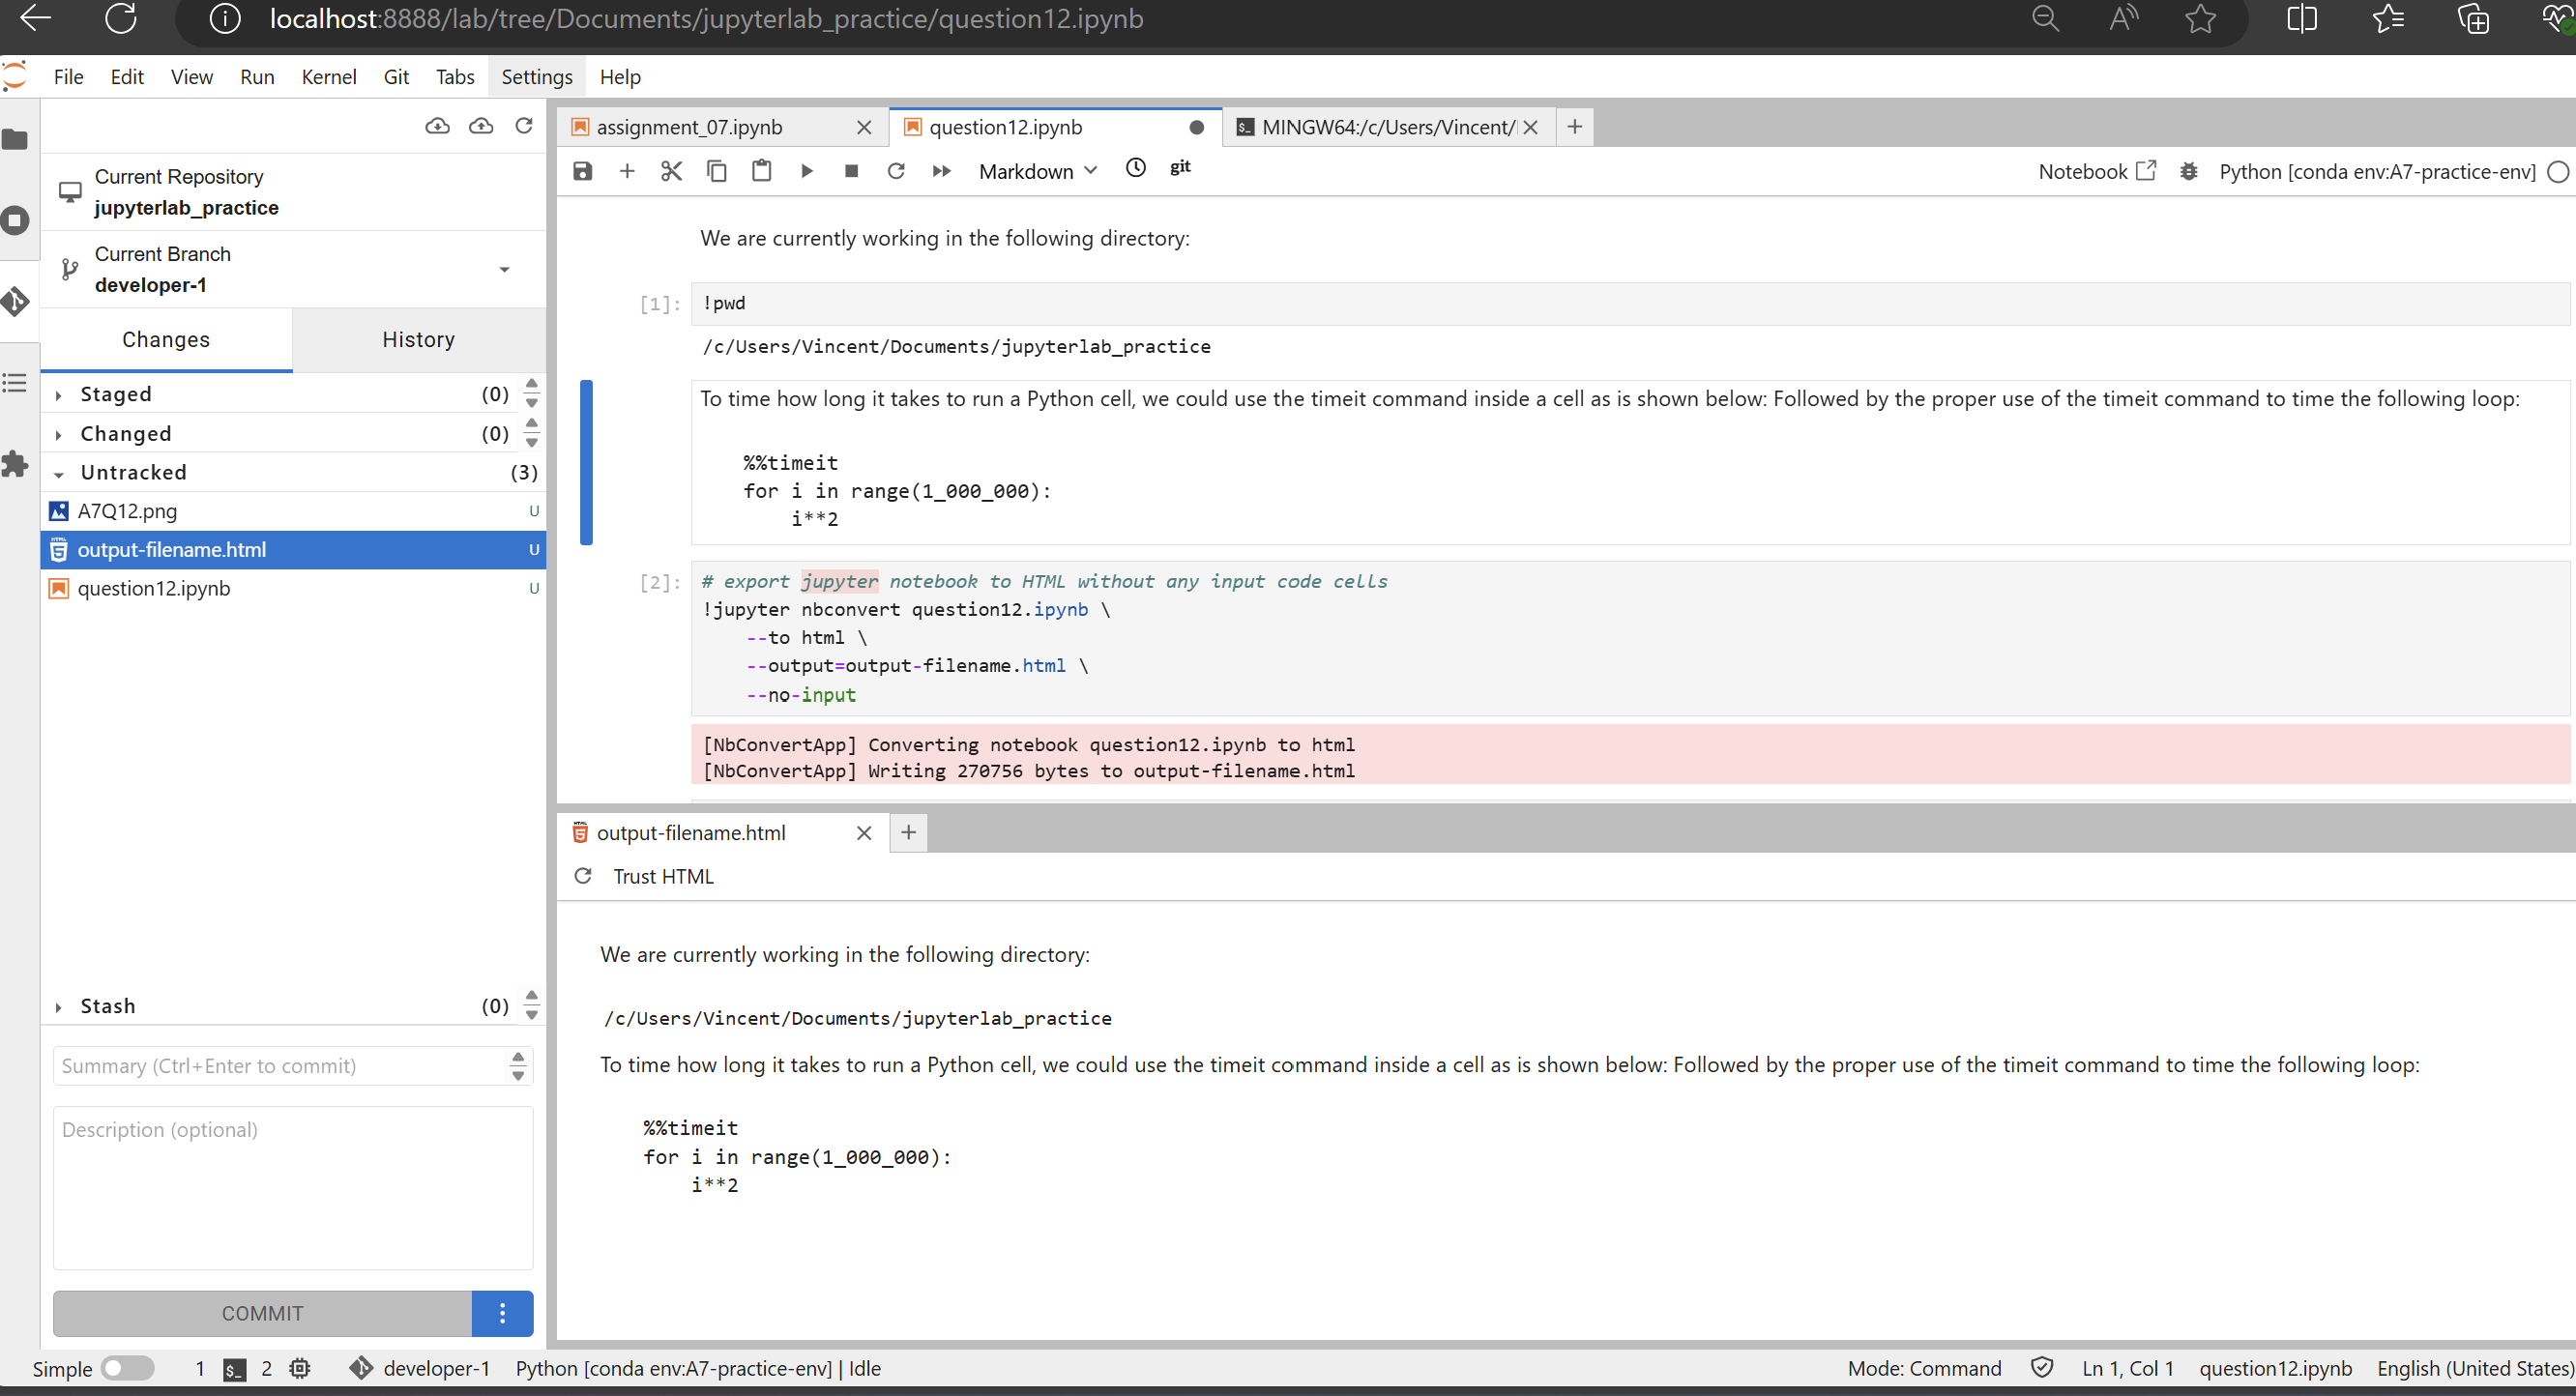 localhost:8888/lab/tree/Documents/jupyterlab_practice/question12.ipynb
File Edit View Run Kernel Git Tabs Settings Help
Current Repository
jupyterlab_practice
Current Branch
developer-1
Changes History
Staged (0)
Changed (0)
Untracked (3)
A7Q12.png U
output-filename.html U
question12.ipynb U
Stash (0)
Summary (Ctrl+Enter to commit)
Description (optional)
COMMIT
assignment_07.ipynb question12.ipynb MINGW64:/c/Users/Vincent/
Markdown git Notebook Python [conda env:A7-practice-env]
We are currently working in the following directory:
[1]: !pwd
/c/Users/Vincent/Documents/jupyterlab_practice
To time how long it takes to run a Python cell, we could use the timeit command inside a cell as is shown below: Followed by the proper use of the timeit command to time the following loop:
%%timeit
for i in range(1_000_000):
    i**2
[2]: # export jupyter notebook to HTML without any input code cells
!jupyter nbconvert question12.ipynb \
    --to html \
    --output=output-filename.html \
    --no-input
[NbConvertApp] Converting notebook question12.ipynb to html
[NbConvertApp] Writing 270756 bytes to output-filename.html
output-filename.html
Trust HTML
We are currently working in the following directory:
/c/Users/Vincent/Documents/jupyterlab_practice
To time how long it takes to run a Python cell, we could use the timeit command inside a cell as is shown below: Followed by the proper use of the timeit command to time the following loop:
%%timeit
for i in range(1_000_000):
    i**2
Simple 1 $_ 2 developer-1 Python [conda env:A7-practice-env] | Idle Mode: Command Ln 1, Col 1 question12.ipynb English (United States)